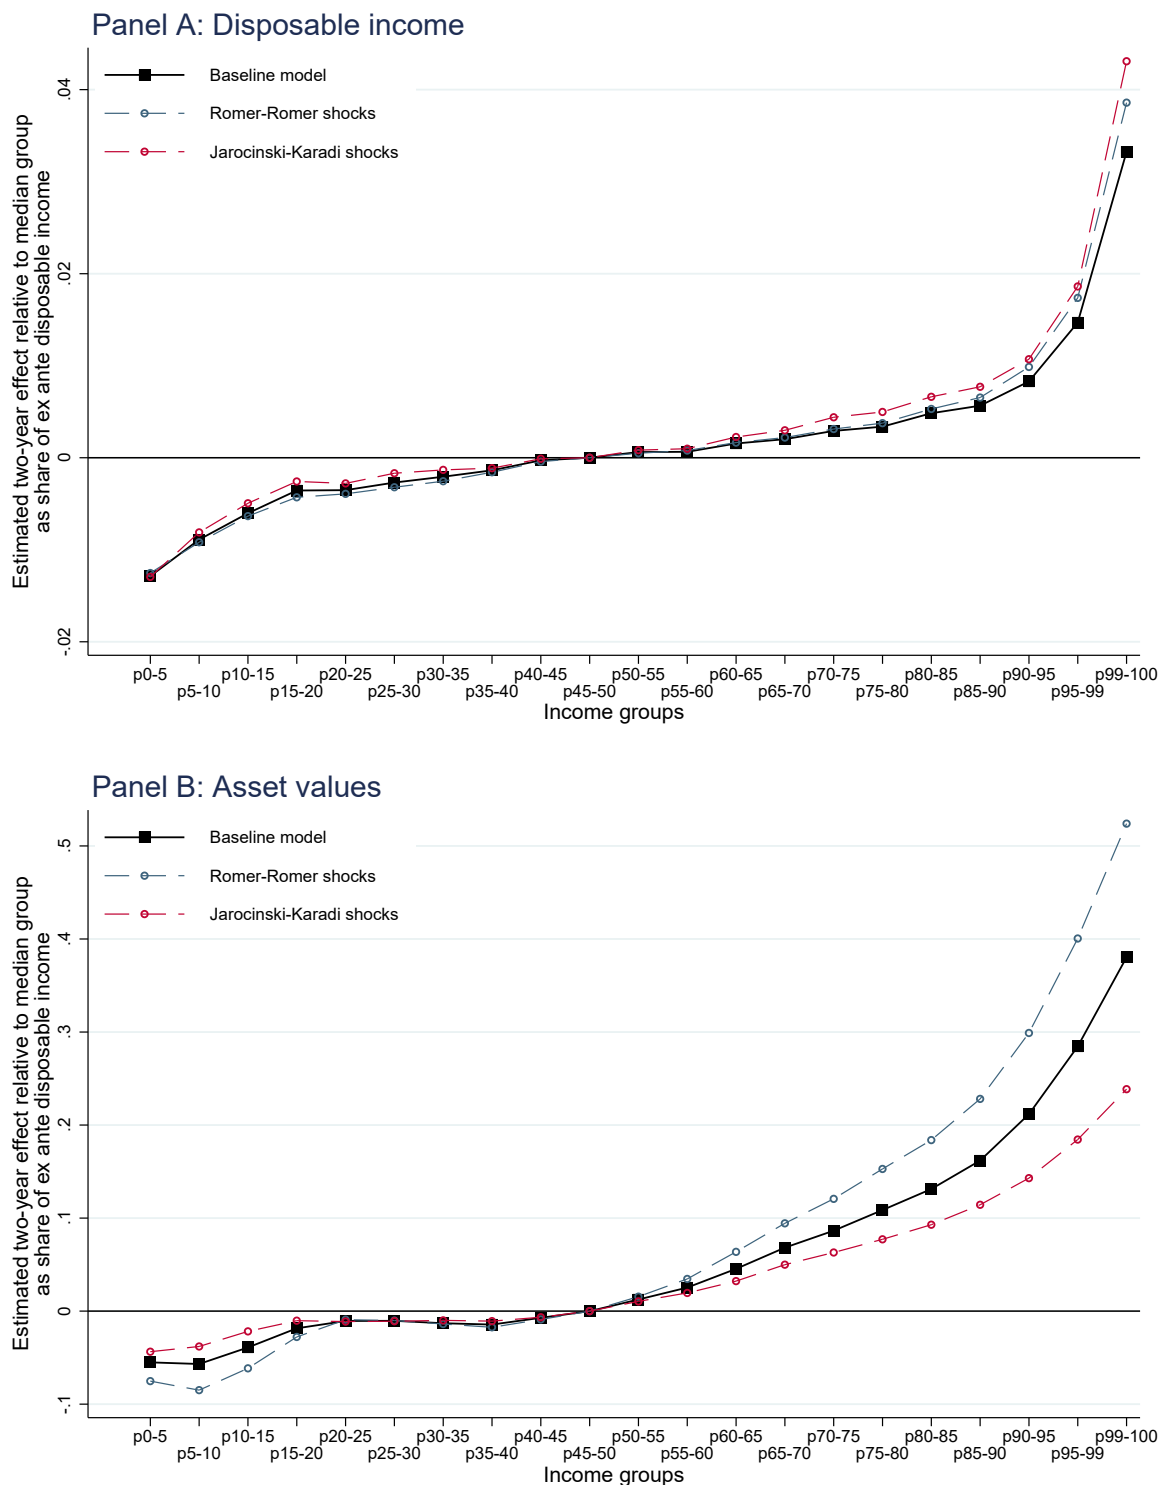 Panel A: Disposable income
Estimated two-year effect relative to median group
as share of ex ante disposable income
Baseline model
Romer-Romer shocks
Jarocinski-Karadi shocks
.04
.02
0
-.02
p0-5 p10-15 p20-25 p30-35 p40-45 p50-55 p60-65 p70-75 p80-85 p90-95 p99-100
p5-10 p15-20 p25-30 p35-40 p45-50 p55-60 p65-70 p75-80 p85-90 p95-99
Income groups
Panel B: Asset values
Estimated two-year effect relative to median group
as share of ex ante disposable income
Baseline model
Romer-Romer shocks
Jarocinski-Karadi shocks
.5
.4
.3
.2
.1
0
-.1
p0-5 p10-15 p20-25 p30-35 p40-45 p50-55 p60-65 p70-75 p80-85 p90-95 p99-100
p5-10 p15-20 p25-30 p35-40 p45-50 p55-60 p65-70 p75-80 p85-90 p95-99
Income groups